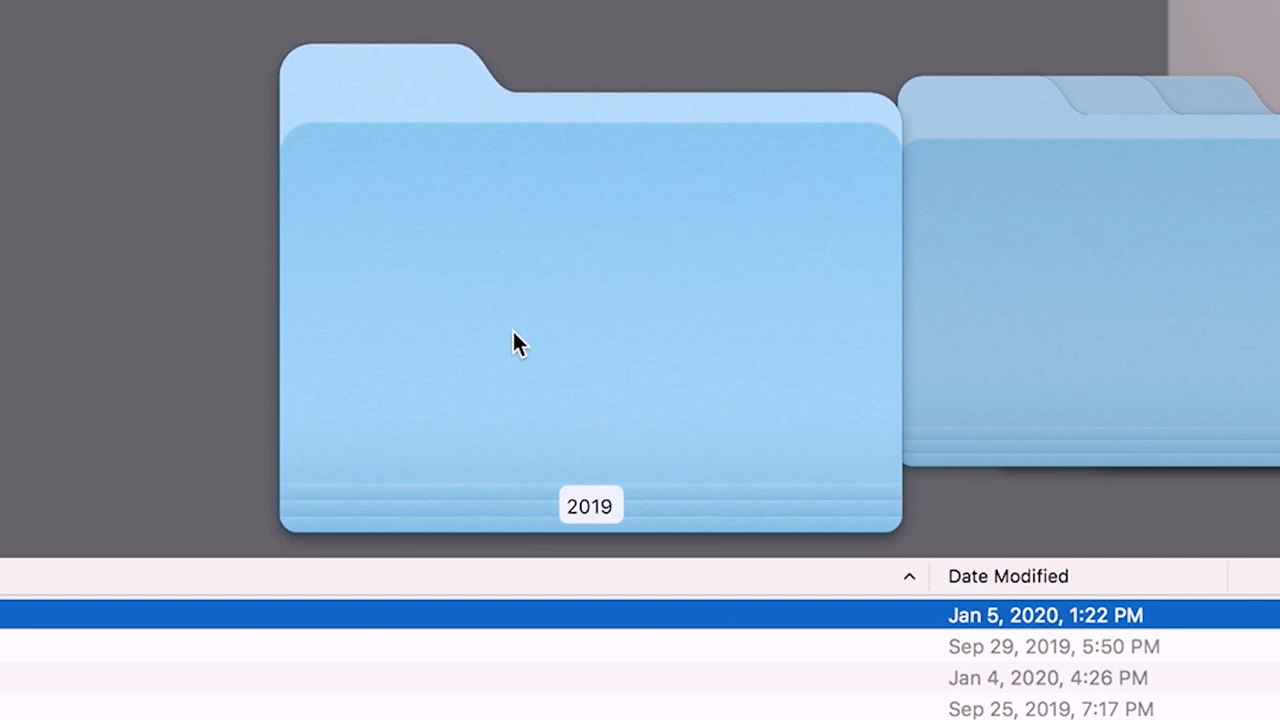 2019
Date Modified
Jan 5, 2020, 1:22 PM
Sep 29, 2019, 5:50 PM
Jan 4, 2020, 4:26 PM
Sep 25, 2019, 7:17 PM